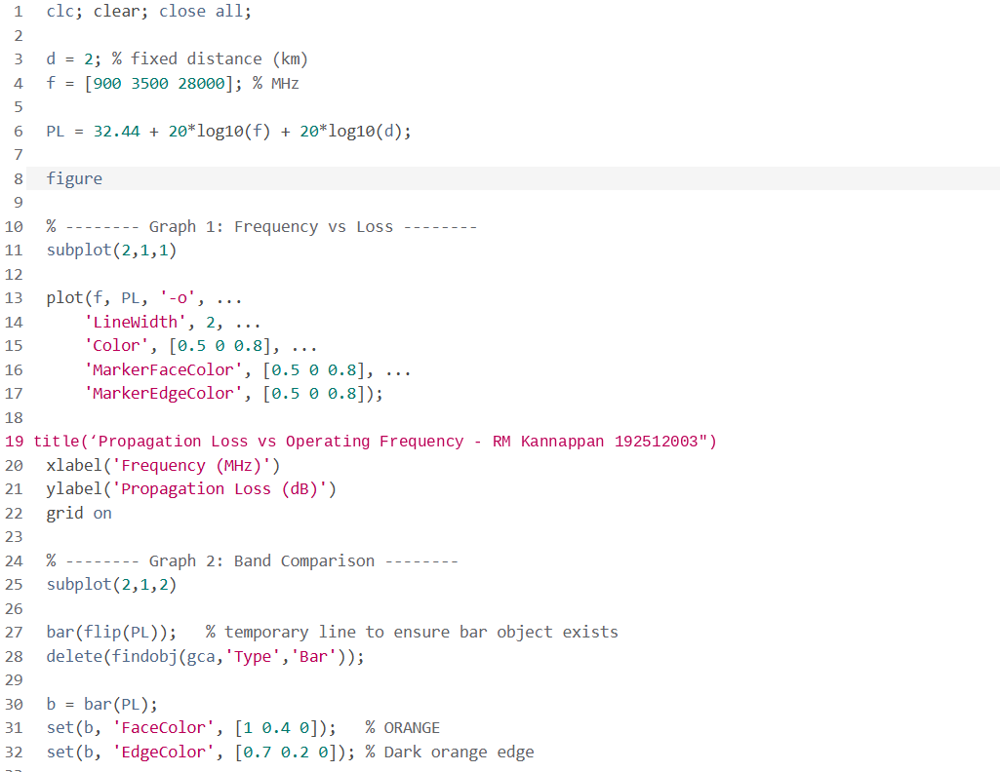 1 clc; clear; close all;
2
3 d = 2; % fixed distance (km)
4 f = [900 3500 28000]; % MHz
5
6 PL = 32.44 + 20*log10(f) + 20*log10(d);
7
8 figure
9
10 % -------- Graph 1: Frequency vs Loss --------
11 subplot(2,1,1)
12
13 plot(f, PL, '-o', ...
14 'LineWidth', 2, ...
15 'Color', [0.5 0 0.8], ...
16 'MarkerFaceColor', [0.5 0 0.8], ...
17 'MarkerEdgeColor', [0.5 0 0.8]);
18
19 title(‘Propagation Loss vs Operating Frequency - RM Kannappan 192512003")
20 xlabel('Frequency (MHz)')
21 ylabel('Propagation Loss (dB)')
22 grid on
23
24 % -------- Graph 2: Band Comparison --------
25 subplot(2,1,2)
26
27 bar(flip(PL)); % temporary line to ensure bar object exists
28 delete(findobj(gca,'Type','Bar'));
29
30 b = bar(PL);
31 set(b, 'FaceColor', [1 0.4 0]); % ORANGE
32 set(b, 'EdgeColor', [0.7 0.2 0]); % Dark orange edge